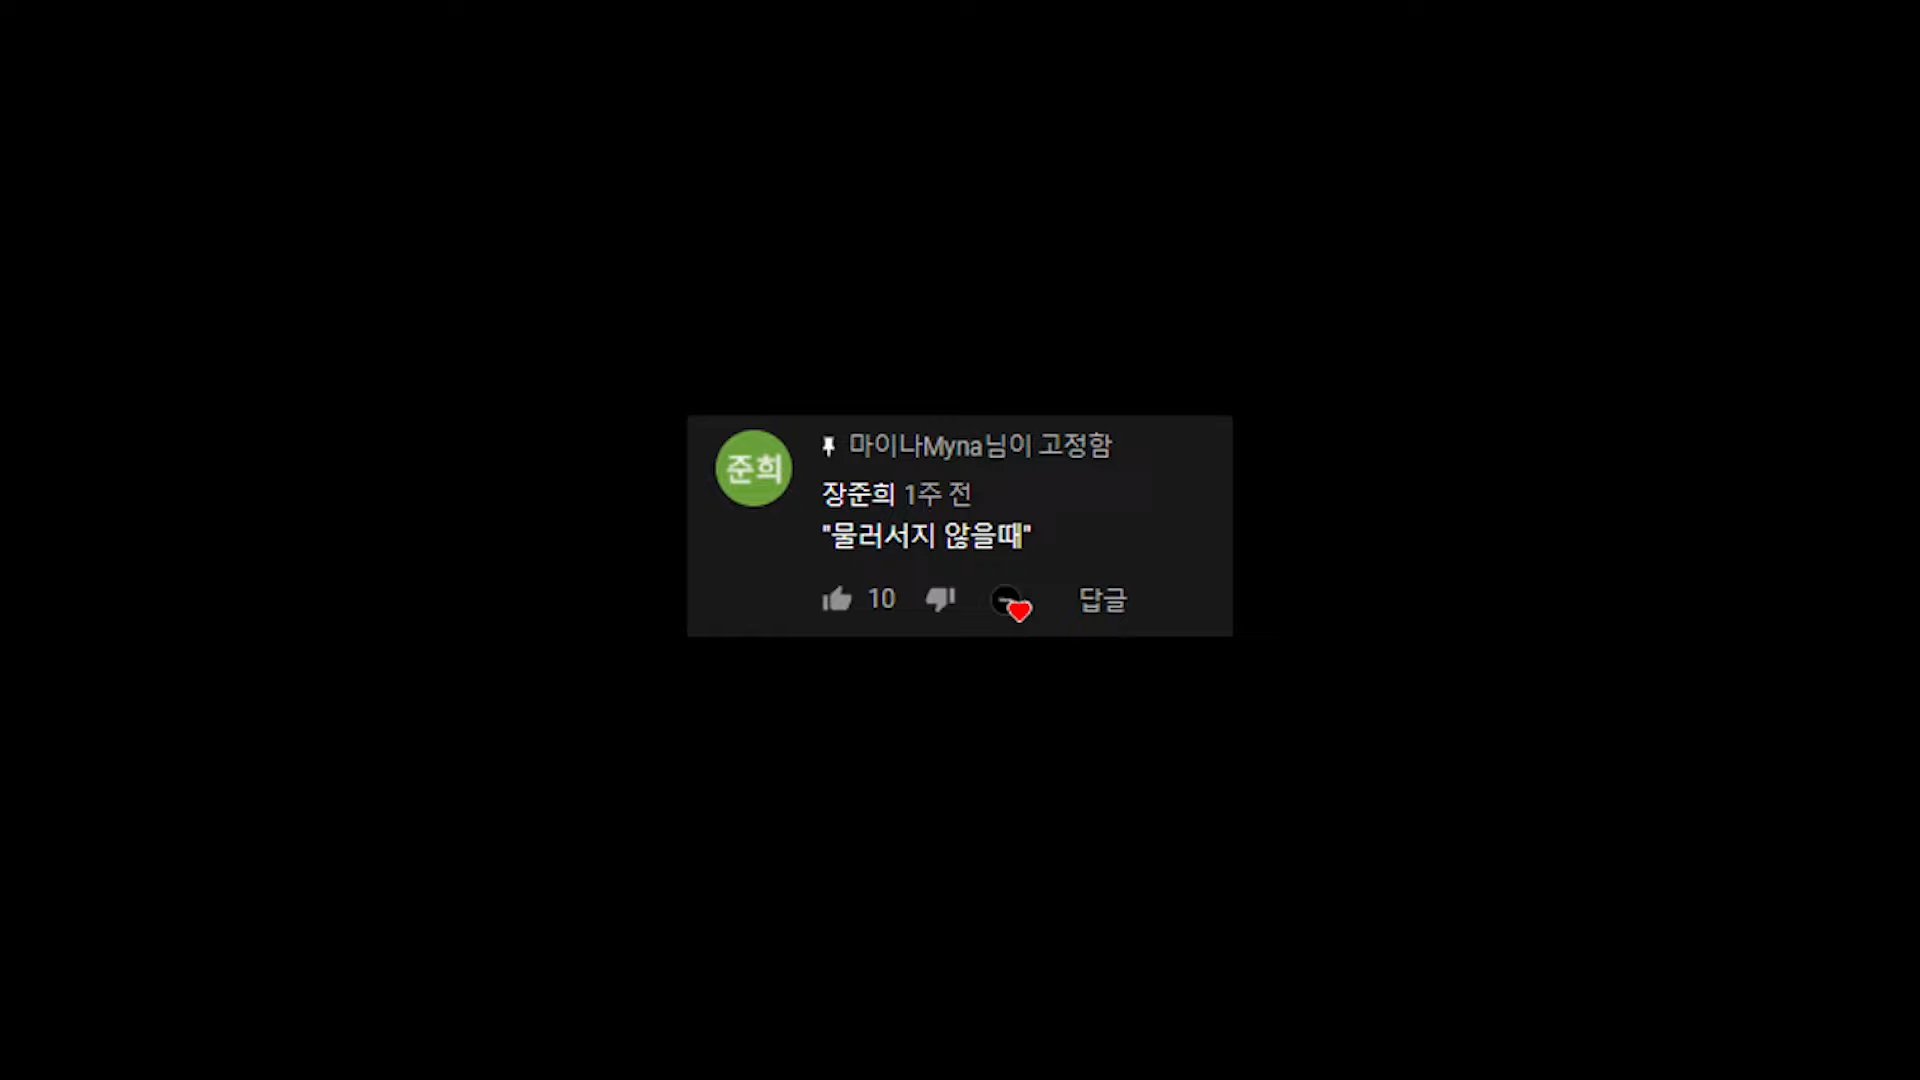 준희
마이나Myna님이 고정함
장준희 1주 전
"물러서지 않을때"
10
답글